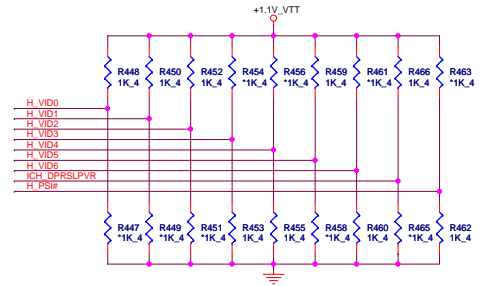 +1.1V_VTT
R448 R450 R452 R454 R456 R459 R461 R466 R463
1K_4 1K_4 1K_4 *1K_4 *1K_4 1K_4 *1K_4 1K_4 *1K_4
H_VID0
H_VID1
H_VID2
H_VID3
H_VID4
H_VID5
H_VID6
ICH_DPRSLPVR
H_PSI#
R447 R449 R451 R453 R455 R458 R460 R465 R462
*1K_4 *1K_4 *1K_4 1K_4 1K_4 *1K_4 1K_4 *1K_4 1K_4